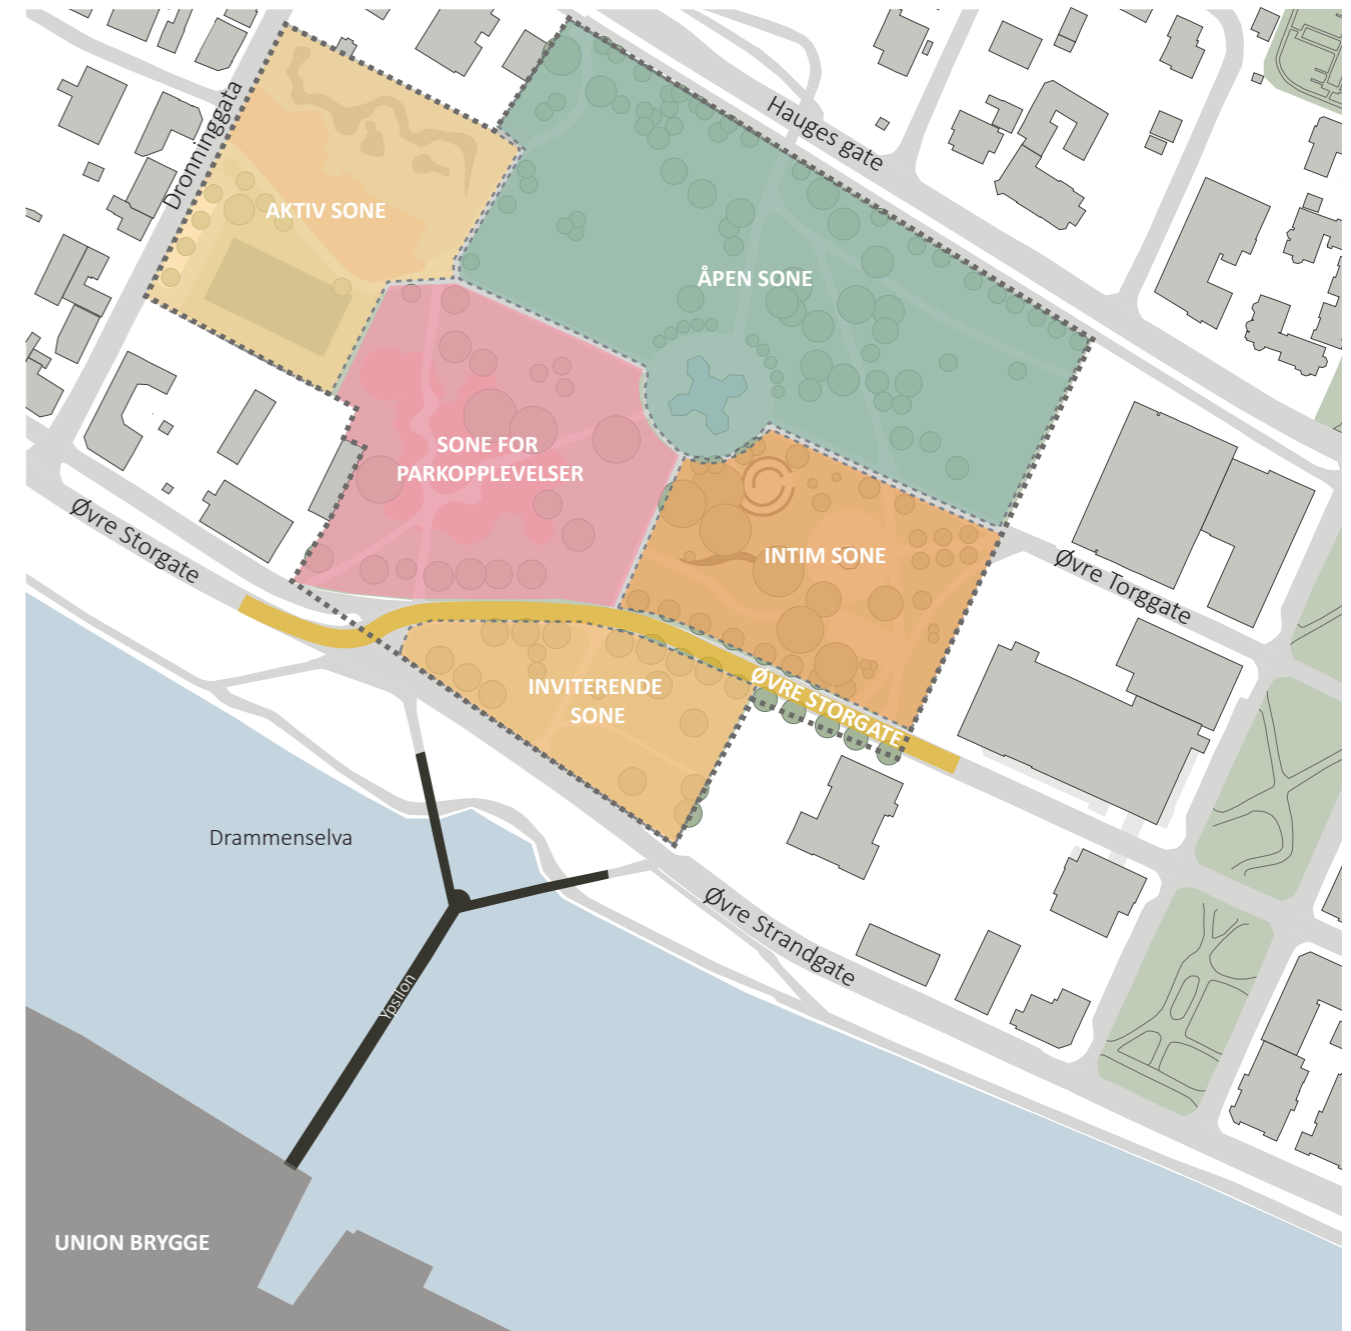 Dronninggata
Hauges gate
AKTIV SONE
ÅPEN SONE
SONE FOR
PARKOPPLEVELSER
INTIM SONE
Øvre Storgate
Øvre Torggate
INVITERENDE
SONE
ØVRE STORGATE
Drammenselva
Øvre Strandgate
Ypsilon
UNION BRYGGE